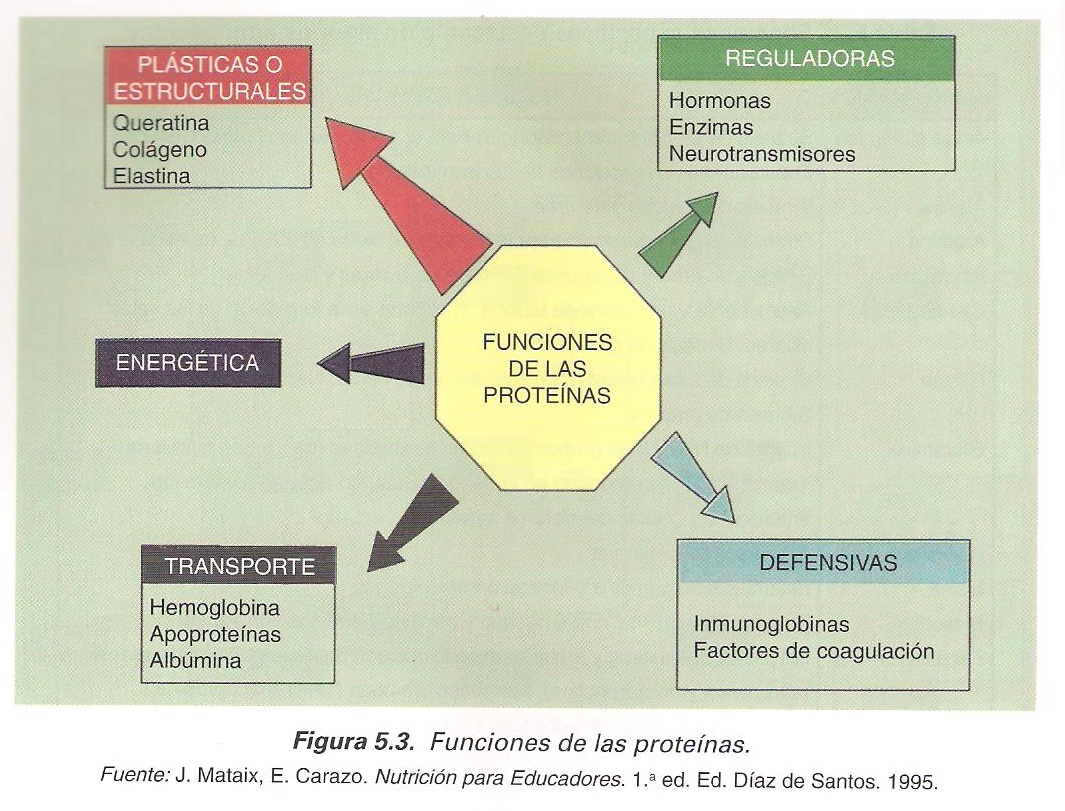 PLÁSTICAS O
ESTRUCTURALES
Queratina
Colágeno
Elastina
REGULADORAS
Hormonas
Enzimas
Neurotransmisores
ENERGÉTICA
FUNCIONES
DE LAS
PROTEÍNAS
TRANSPORTE
Hemoglobina
Apoproteínas
Albúmina
DEFENSIVAS
Inmunoglobinas
Factores de coagulación
Figura 5.3. Funciones de las proteínas.
Fuente: J. Mataix, E. Carazo. Nutrición para Educadores. 1.ª ed. Ed. Díaz de Santos. 1995.